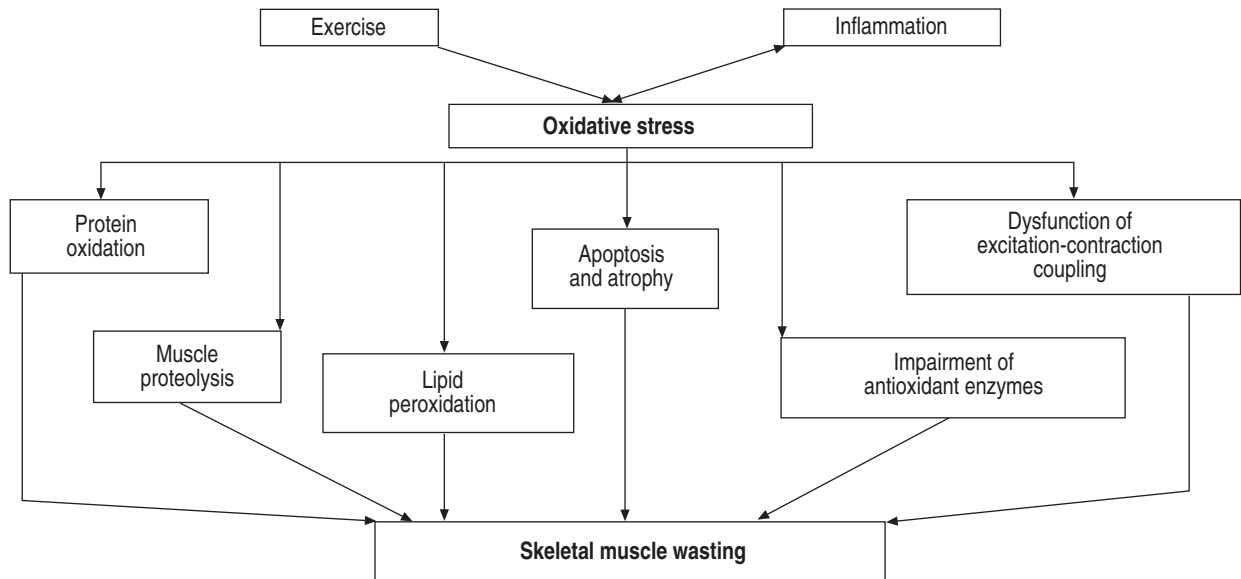 Exercise
Inflammation
Oxidative stress
Protein
oxidation
Apoptosis
and atrophy
Dysfunction of
excitation-contraction
coupling
Muscle
proteolysis
Lipid
peroxidation
Impairment of
antioxidant enzymes
Skeletal muscle wasting